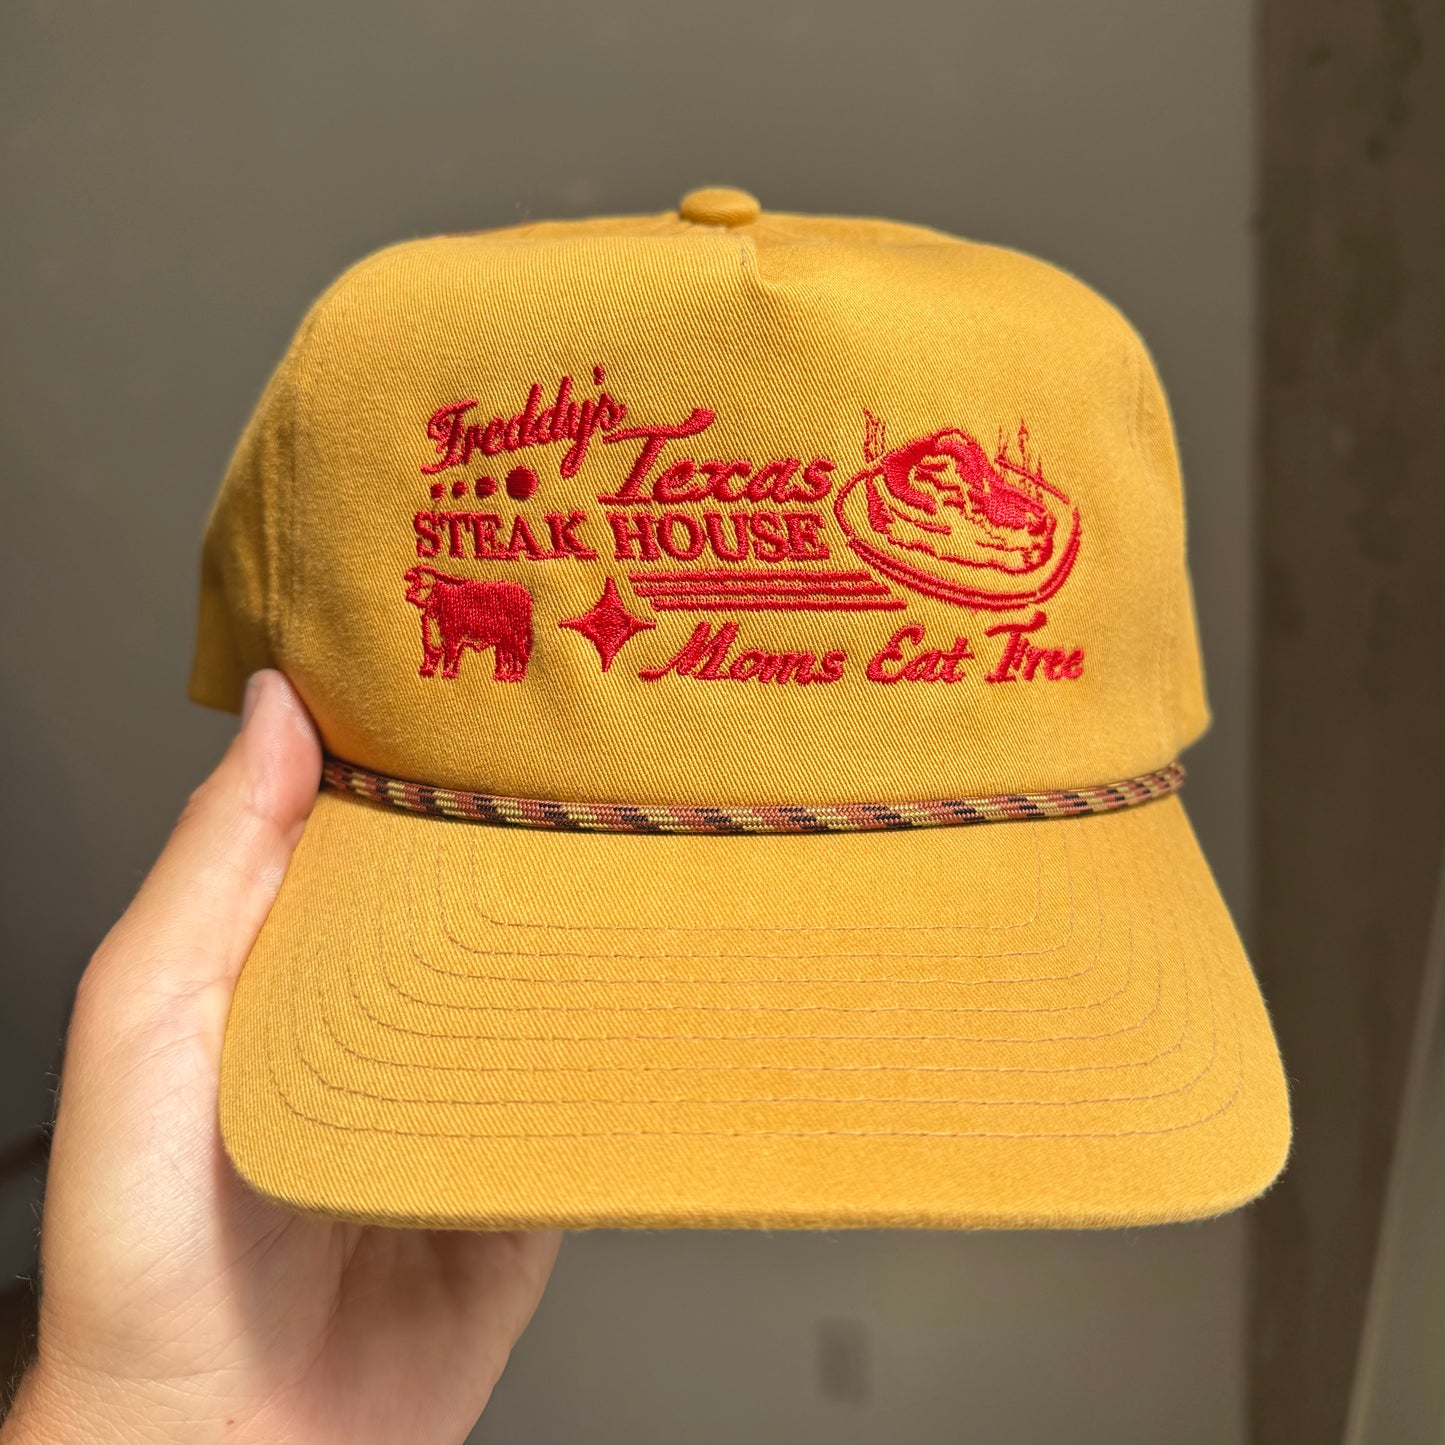 Freddy's
Texas
STEAK HOUSE
Moms Eat Free